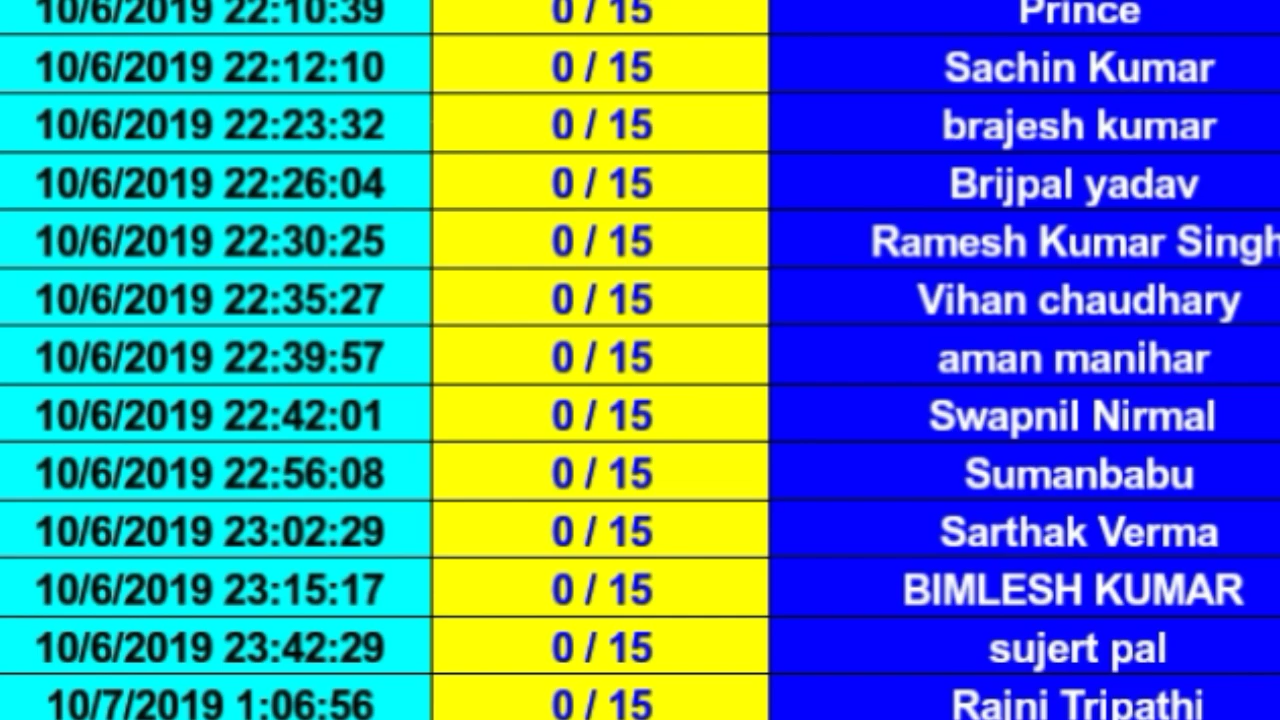 10/6/2019 22:10:39 0 / 15 Prince
10/6/2019 22:12:10 0 / 15 Sachin Kumar
10/6/2019 22:23:32 0 / 15 brajesh kumar
10/6/2019 22:26:04 0 / 15 Brijpal yadav
10/6/2019 22:30:25 0 / 15 Ramesh Kumar Singh
10/6/2019 22:35:27 0 / 15 Vihan chaudhary
10/6/2019 22:39:57 0 / 15 aman manihar
10/6/2019 22:42:01 0 / 15 Swapnil Nirmal
10/6/2019 22:56:08 0 / 15 Sumanbabu
10/6/2019 23:02:29 0 / 15 Sarthak Verma
10/6/2019 23:15:17 0 / 15 BIMLESH KUMAR
10/6/2019 23:42:29 0 / 15 sujert pal
10/7/2019 1:06:56 0 / 15 Rajni Tripathi